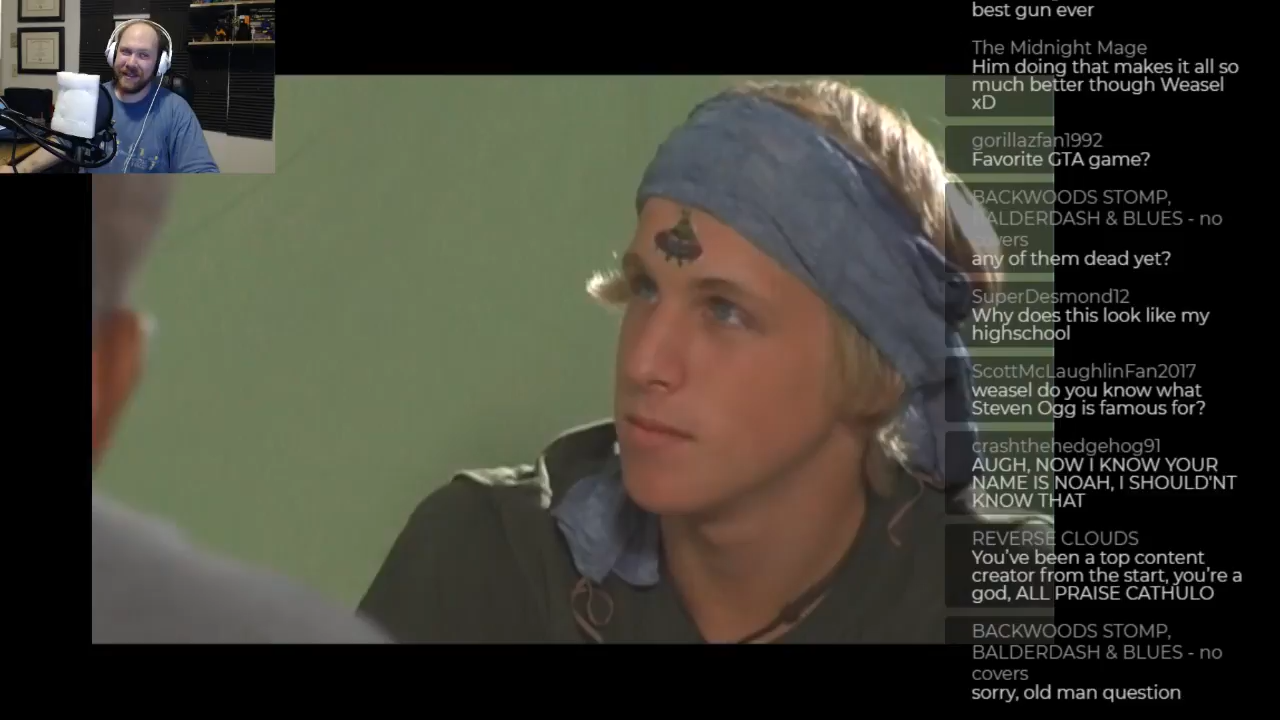 best gun ever
The Midnight Mage
Him doing that makes it all so
much better though Weasel
xD
gorillazfan1992
Favorite GTA game?
BACKWOODS STOMP,
BALDERDASH & BLUES - no
covers
any of them dead yet?
SuperDesmond12
Why does this look like my
highschool
ScottMcLaughlinFan2017
weasel do you know what
Steven Ogg is famous for?
crashthehedgehog91
AUGH, NOW I KNOW YOUR
NAME IS NOAH, I SHOULD'NT
KNOW THAT
REVERSE CLOUDS
You've been a top content
creator from the start, you're a
god, ALL PRAISE CATHULO
BACKWOODS STOMP,
BALDERDASH & BLUES - no
covers
sorry, old man question